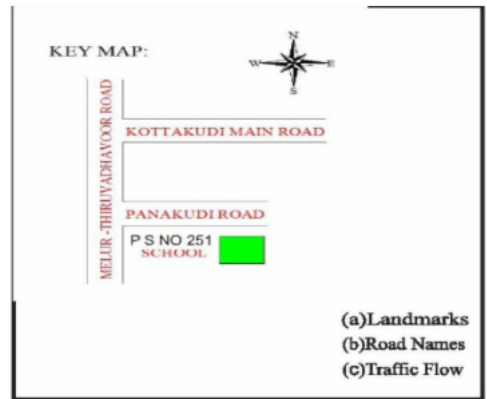 KEY MAP:
N
W E
S
MELUR -THIRUVADHAVOOR ROAD
KOTTAKUDI MAIN ROAD
PANAKUDI ROAD
P S NO 251
SCHOOL
(a)Landmarks
(b)Road Names
(c)Traffic Flow